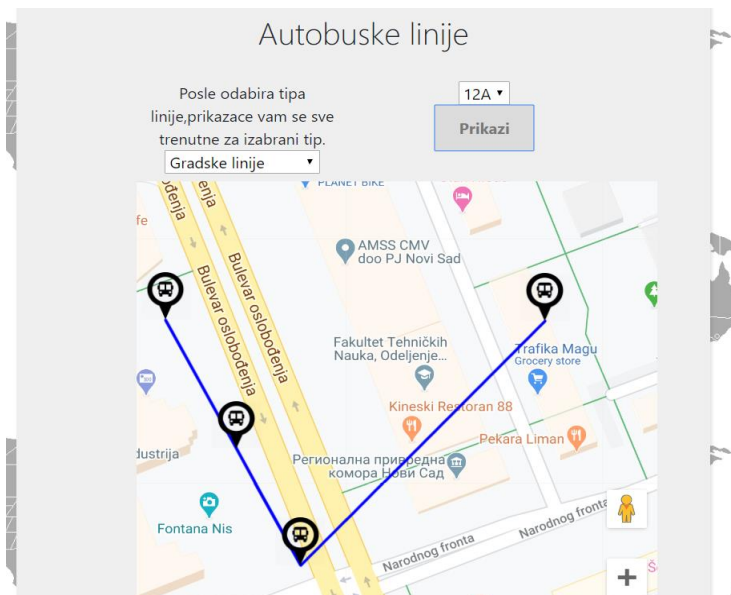 Autobuske linije
Posle odabira tipa
linije,prikazace vam se sve
trenutne za izabrani tip.
Gradske linije
12A
Prikazi
PLANET BIKE
AMSS CMV
doo PJ Novi Sad
Bulevar oslobođenja
Bulevar oslobođenja
Fakultet Tehničkih
Nauka, Odeljenje...
Trafika Magu
Grocery store
Kineski Restoran 88
Pekara Liman
Регионална привредна
комора Нови Сад
Fontana Nis
Narodnog fronta
Narodnog fronta
+